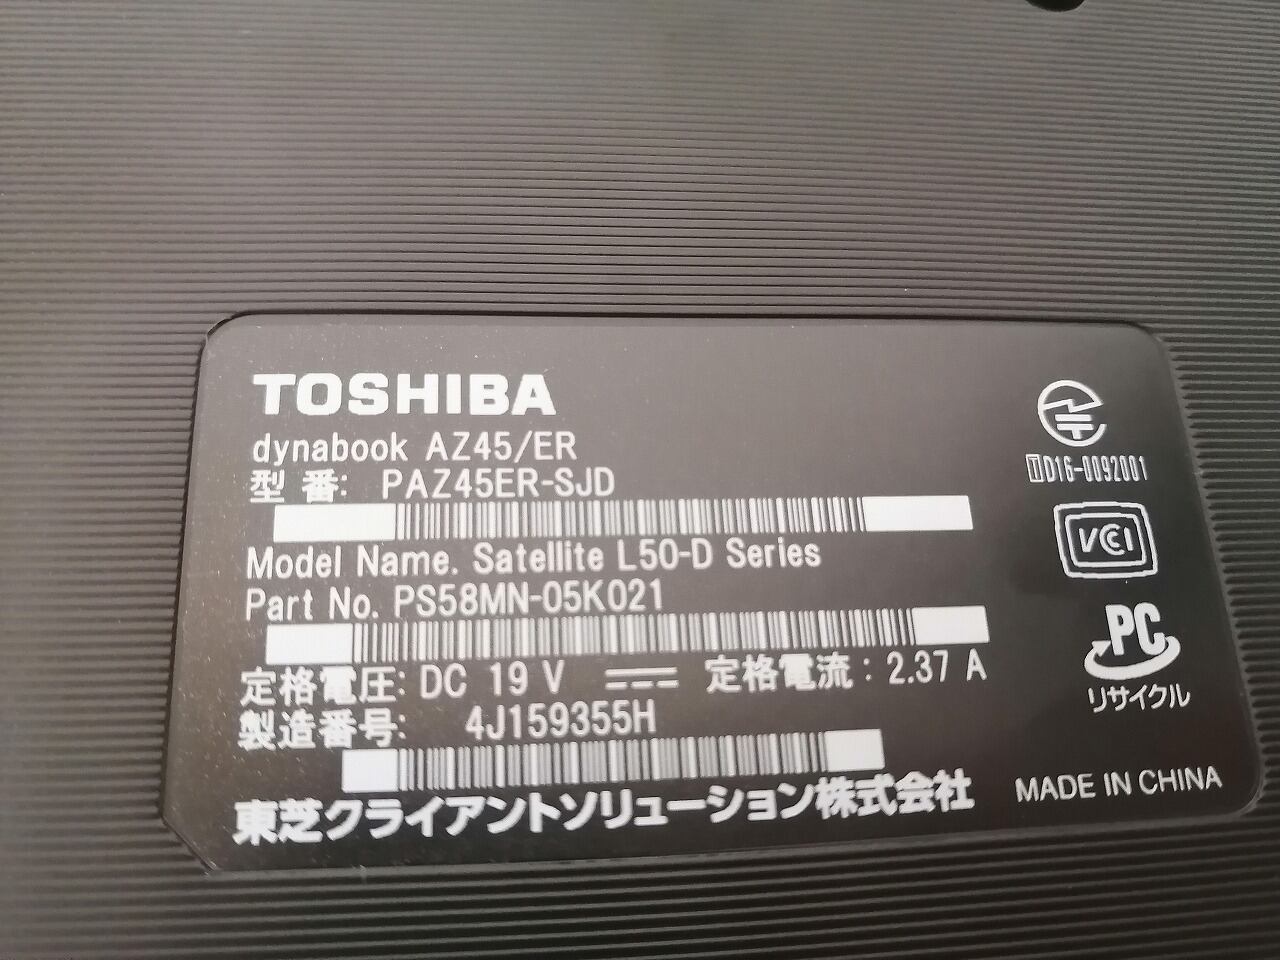 TOSHIBA
dynabook AZ45/ER
型 番: PAZ45ER-SJD
Model Name. Satellite L50-D Series
Part No. PS58MN-05K021
定格電圧: DC 19 V 定格電流: 2.37 A
製造番号: 4J159355H
東芝クライアントソリューション株式会社
T D16-0092001
VCCI
PC
リサイクル
MADE IN CHINA